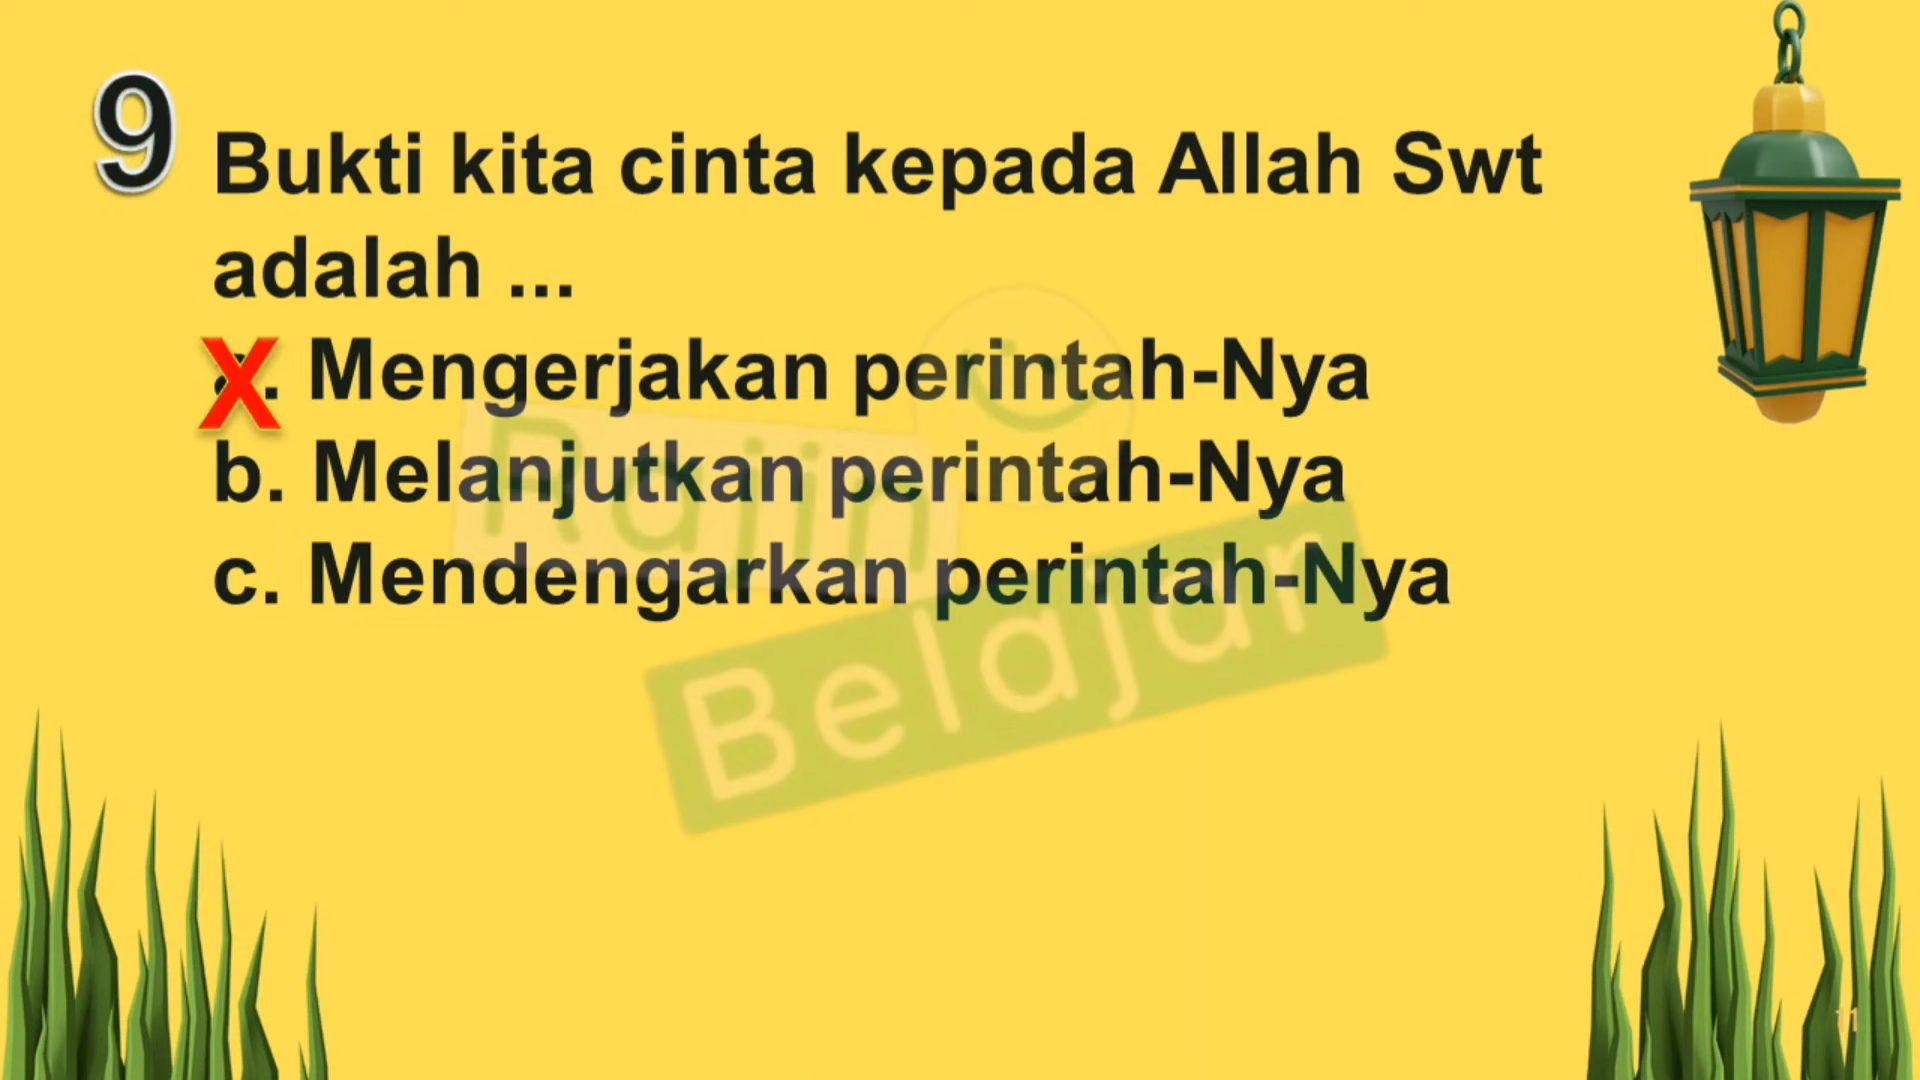 9
Bukti kita cinta kepada Allah Swt
adalah ...
X
a. Mengerjakan perintah-Nya
b. Melanjutkan perintah-Nya
c. Mendengarkan perintah-Nya
Rajin
Belajar
11